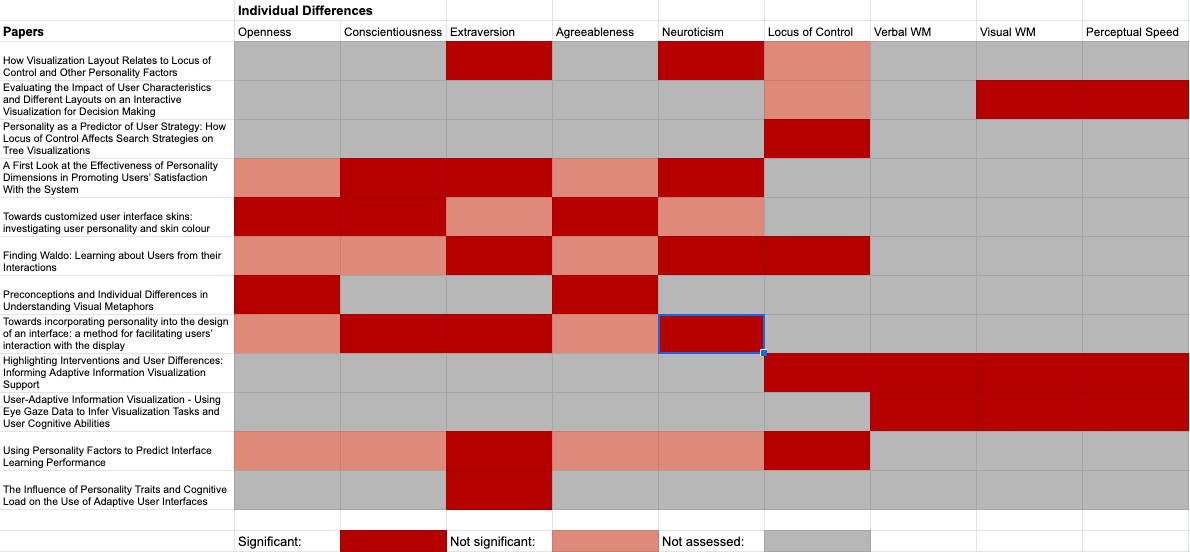 Individual Differences
Papers Openness Conscientiousness Extraversion Agreeableness Neuroticism Locus of Control Verbal WM Visual WM Perceptual Speed
How Visualization Layout Relates to Locus of
Control and Other Personality Factors
Evaluating the Impact of User Characteristics
and Different Layouts on an Interactive
Visualization for Decision Making
Personality as a Predictor of User Strategy: How
Locus of Control Affects Search Strategies on
Tree Visualizations
A First Look at the Effectiveness of Personality
Dimensions in Promoting Users' Satisfaction
With the System
Towards customized user interface skins:
investigating user personality and skin colour
Finding Waldo: Learning about Users from their
Interactions
Preconceptions and Individual Differences in
Understanding Visual Metaphors
Towards incorporating personality into the design
of an interface: a method for facilitating users'
interaction with the display
Highlighting Interventions and User Differences:
Informing Adaptive Information Visualization
Support
User-Adaptive Information Visualization - Using
Eye Gaze Data to Infer Visualization Tasks and
User Cognitive Abilities
Using Personality Factors to Predict Interface
Learning Performance
The Influence of Personality Traits and Cognitive
Load on the Use of Adaptive User Interfaces
Significant: Not significant: Not assessed: